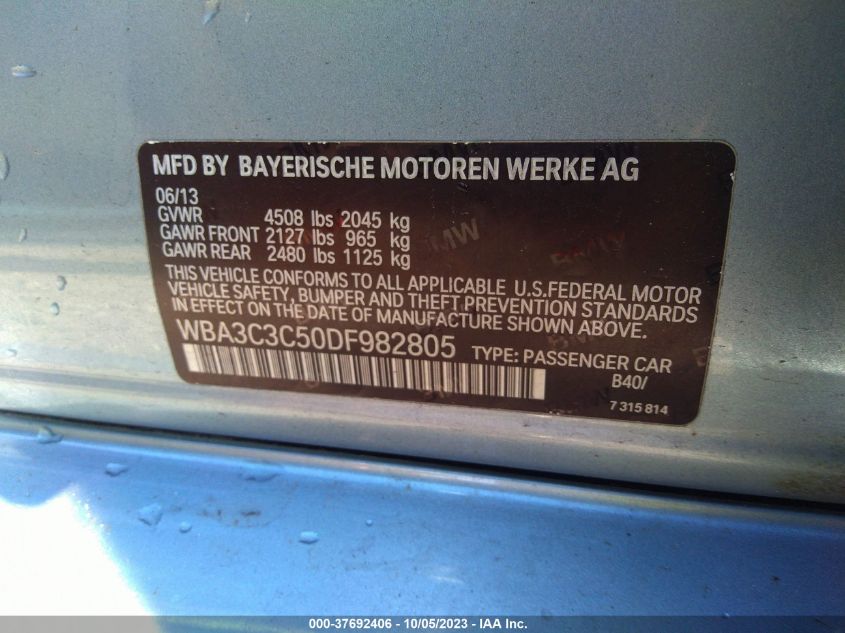 MFD BY BAYERISCHE MOTOREN WERKE AG
06/13
GVWR 4508 lbs 2045 kg
GAWR FRONT 2127 lbs 965 kg
GAWR REAR 2480 lbs 1125 kg
THIS VEHICLE CONFORMS TO ALL APPLICABLE U.S.FEDERAL MOTOR
VEHICLE SAFETY, BUMPER AND THEFT PREVENTION STANDARDS
IN EFFECT ON THE DATE OF MANUFACTURE SHOWN ABOVE.
WBA3C3C50DF982805 TYPE: PASSENGER CAR
B40/
7 315 814
000-37692406 - 10/05/2023 - IAA Inc.